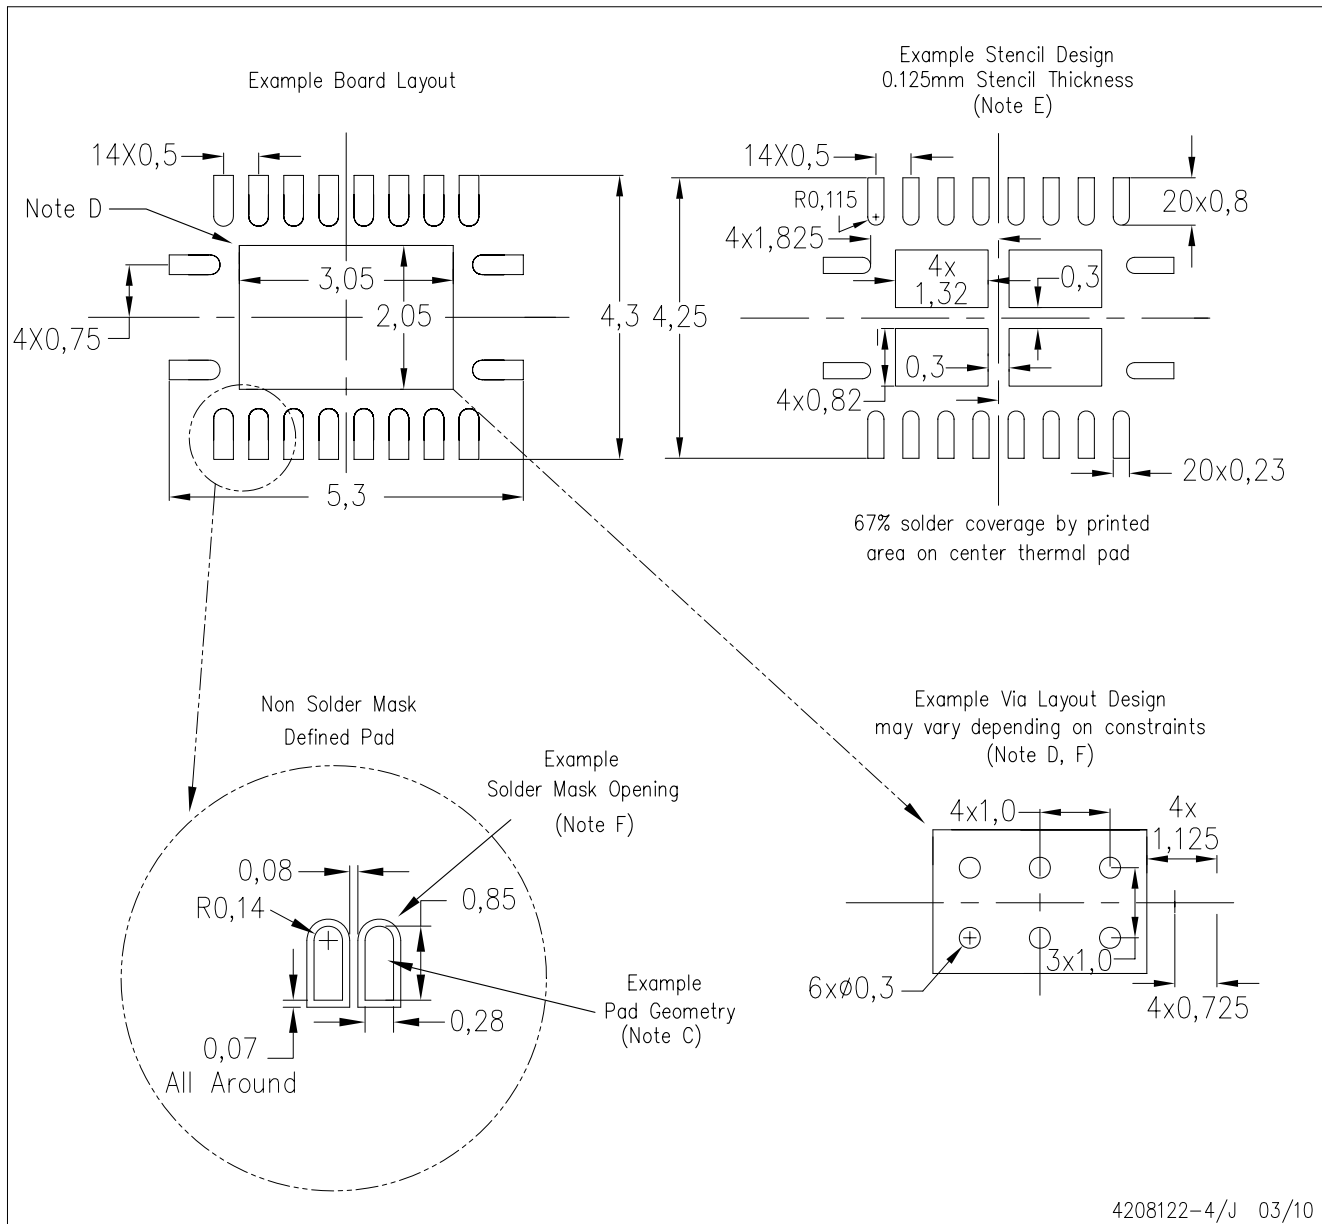 Example Board Layout
14X0,5
Note D
3,05
2,05
4X0,75
4,3
5,3
Example Stencil Design
0.125mm Stencil Thickness
(Note E)
14X0,5
R0,115
20x0,8
4x1,825
4x
1,32
0,3
4,25
0,3
4x0,82
20x0,23
67% solder coverage by printed
area on center thermal pad
Non Solder Mask
Defined Pad
Example
Solder Mask Opening
(Note F)
0,08
R0,14
0,85
Example
Pad Geometry
(Note C)
0,28
0,07
All Around
Example Via Layout Design
may vary depending on constraints
(Note D, F)
4x1,0
4x
1,125
3x1,0
6xø0,3
4x0,725
4208122-4/J 03/10